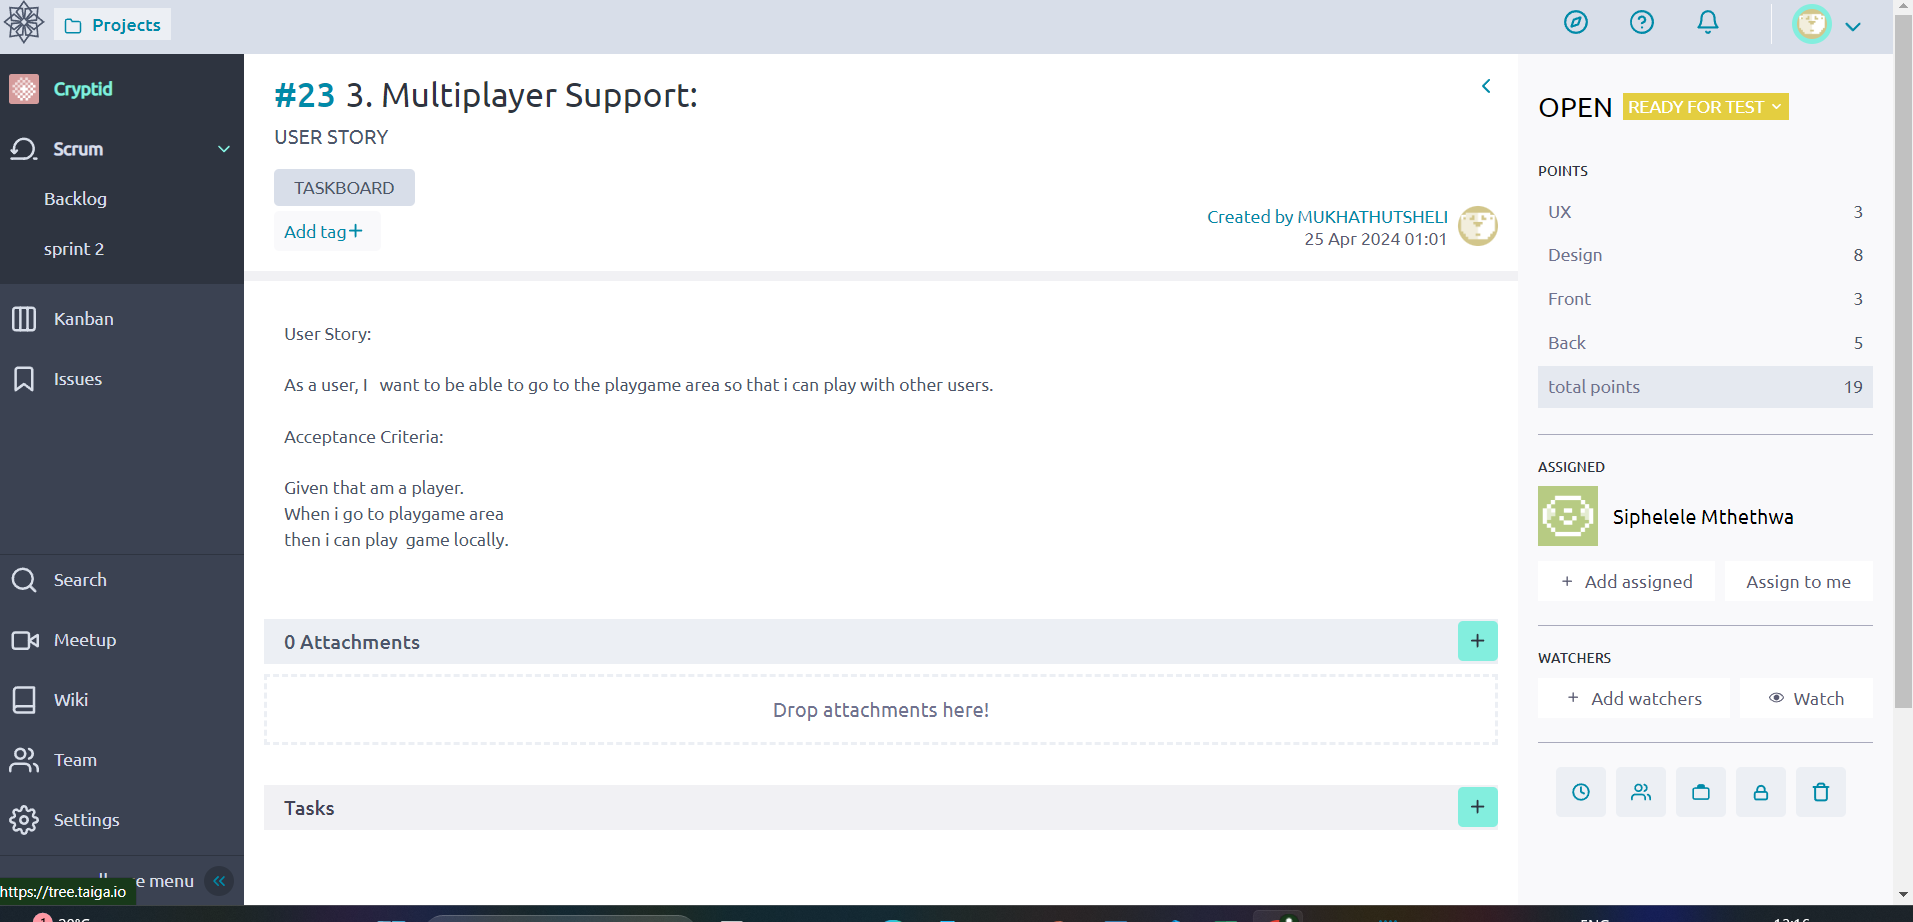 Projects
Cryptid
Scrum
Backlog
sprint 2
Kanban
Issues
Search
Meetup
Wiki
Team
Settings
menu
https://tree.taiga.io
#23 3. Multiplayer Support:
USER STORY
TASKBOARD
Add tag+
Created by MUKHATHUTSHELI
25 Apr 2024 01:01
User Story:
As a user, I want to be able to go to the playgame area so that i can play with other users.
Acceptance Criteria:
Given that am a player.
When i go to playgame area
then i can play game locally.
0 Attachments
Drop attachments here!
Tasks
OPEN READY FOR TEST
POINTS
UX 3
Design 8
Front 3
Back 5
total points 19
ASSIGNED
Siphelele Mthethwa
+ Add assigned
Assign to me
WATCHERS
+ Add watchers
Watch